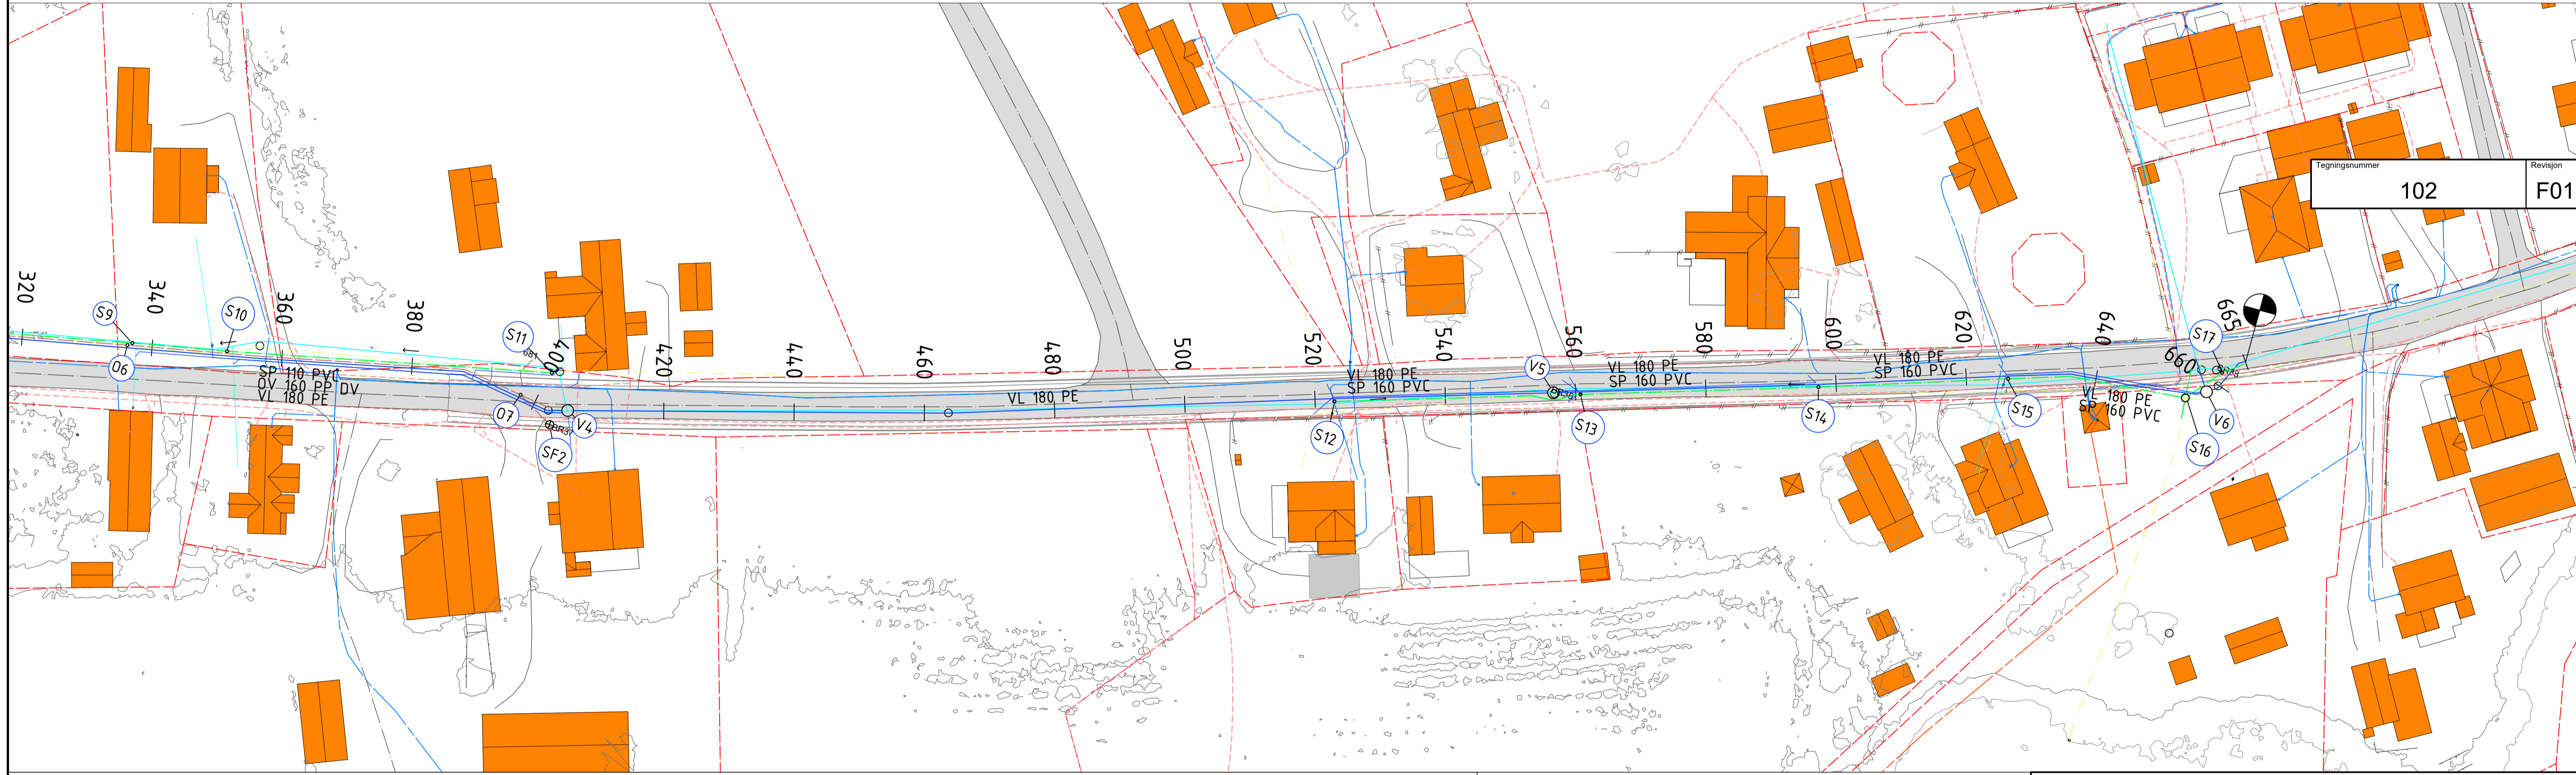 Tegningsnummer
Revisjon
102
F01
320
340
360
380
400
420
440
460
480
500
520
540
560
580
600
620
640
660
665
S9
S10
S11
O6
O7
V4
SF2
SP 110 PVC
OV 160 PP DV
VL 180 PE
VL 180 PE
S12
VL 180 PE
SP 160 PVC
V5
S13
VL 180 PE
SP 160 PVC
S14
VL 180 PE
SP 160 PVC
S15
VL 180 PE
SP 160 PVC
S16
S17
V6